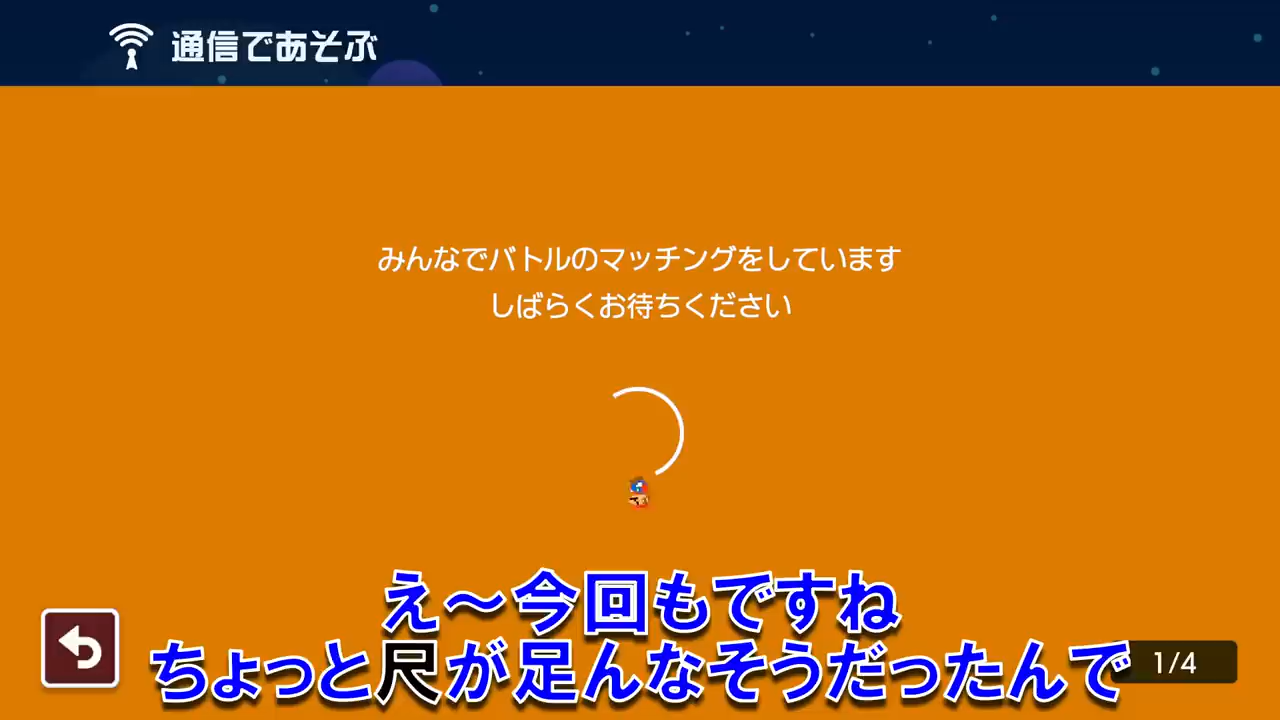 通信であそぶ
みんなでバトルのマッチングをしています
しばらくお待ちください
え〜今回もですね
ちょっと尺が足んなそうだったんで
1/4